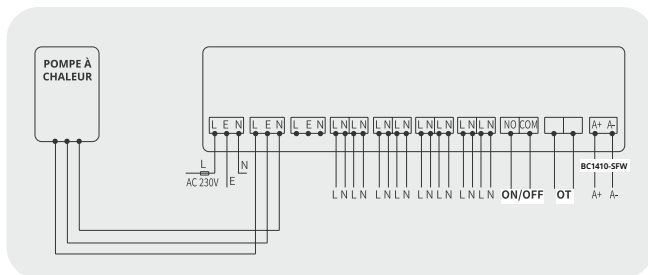 POMPE À
CHALEUR
L E N L E N L E N L N L N L N L N L N L N L N L N NO COM A+ A-
L N
AC 230V E
BC1410-SFW
L N L N L N L N L N L N L N L N ON/OFF OT A+ A-